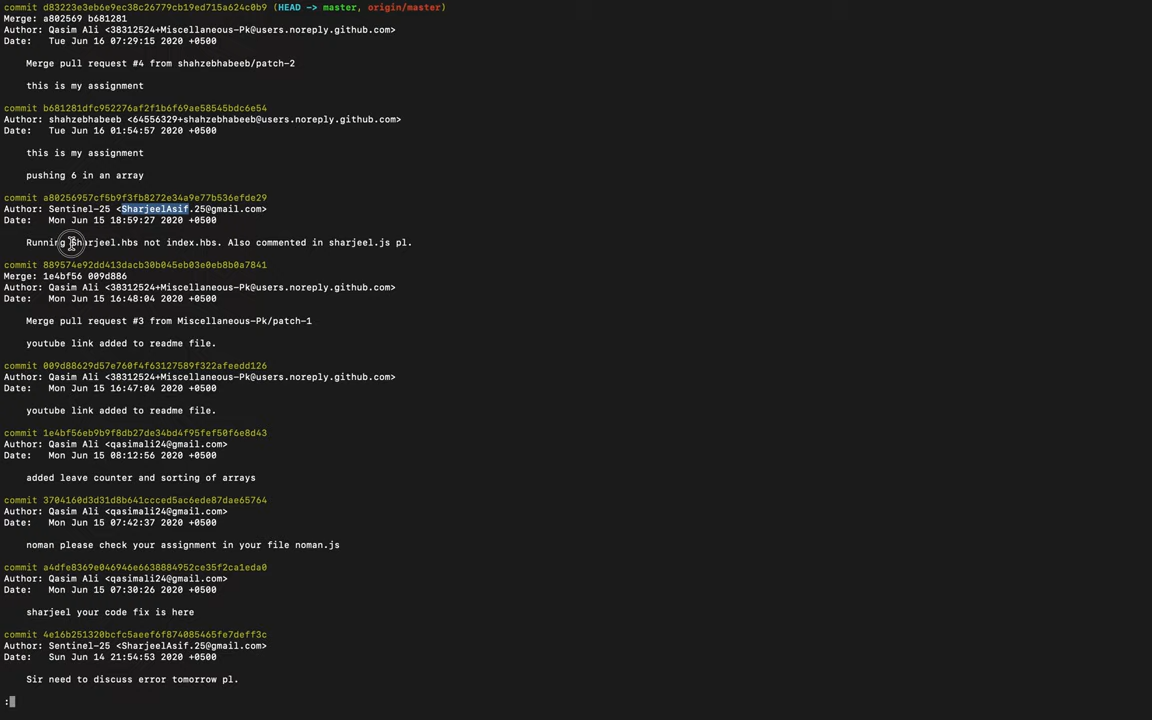 commit d83223e3eb6e9ec38c26779cb19ed715a624c0b9 (HEAD -> master, origin/master)
Merge: a802569 b681281
Author: Qasim Ali <38312524+Miscellaneous-Pk@users.noreply.github.com>
Date:   Tue Jun 16 07:29:15 2020 +0500
Merge pull request #4 from shahzebhabeeb/patch-2
this is my assignment
commit b681281dfc952276af2f1b6f69ae58545bdc6e54
Author: shahzebhabeeb <64556329+shahzebhabeeb@users.noreply.github.com>
Date:   Tue Jun 16 01:54:57 2020 +0500
this is my assignment
pushing 6 in an array
commit a80256957cf5b9f3fb8272e34a9e77b536efde29
Author: Sentinel-25 <SharjeelAsif.25@gmail.com>
Date:   Mon Jun 15 18:59:27 2020 +0500
Running Sharjeel.hbs not index.hbs. Also commented in sharjeel.js pl.
commit 889574e92dd413dacb30b045eb03e0eb8b0a7841
Merge: 1e4bf56 009d886
Author: Qasim Ali <38312524+Miscellaneous-Pk@users.noreply.github.com>
Date:   Mon Jun 15 16:48:04 2020 +0500
Merge pull request #3 from Miscellaneous-Pk/patch-1
youtube link added to readme file.
commit 009d88629d57e760f4f63127589f322afeedd126
Author: Qasim Ali <38312524+Miscellaneous-Pk@users.noreply.github.com>
Date:   Mon Jun 15 16:47:04 2020 +0500
youtube link added to readme file.
commit 1e4bf56eb9b9f8db27de34bd4f95fef50f6e8d43
Author: Qasim Ali <qasimali24@gmail.com>
Date:   Mon Jun 15 08:12:56 2020 +0500
added leave counter and sorting of arrays
commit 3704160d3d31d8b641ccced5ac6ede87dae65764
Author: Qasim Ali <qasimali24@gmail.com>
Date:   Mon Jun 15 07:42:37 2020 +0500
noman please check your assignment in your file noman.js
commit a4dfe8369e046946e6638884952ce35f2ca1eda0
Author: Qasim Ali <qasimali24@gmail.com>
Date:   Mon Jun 15 07:30:26 2020 +0500
sharjeel your code fix is here
commit 4e16b251320bcfc5aeef6f874085465fe7deff3c
Author: Sentinel-25 <SharjeelAsif.25@gmail.com>
Date:   Sun Jun 14 21:54:53 2020 +0500
Sir need to discuss error tomorrow pl.
: